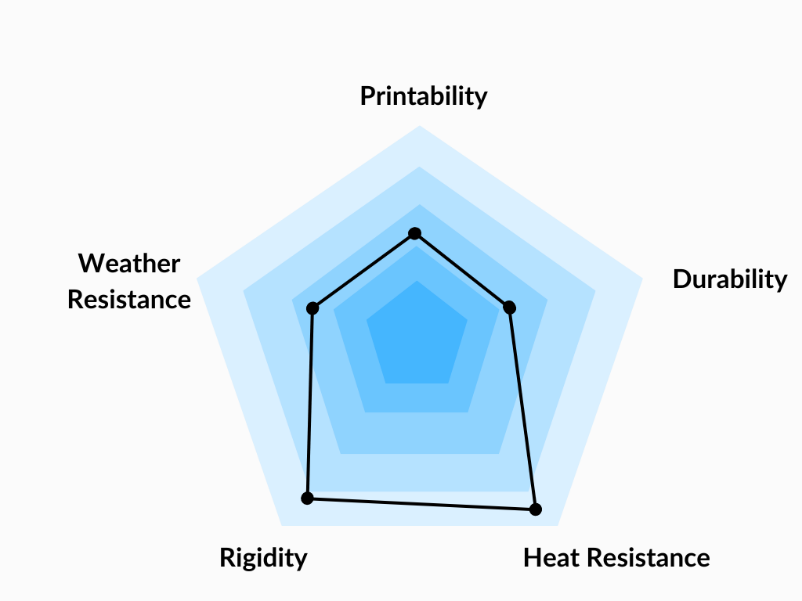 Printability
Weather
Resistance
Durability
Rigidity
Heat Resistance